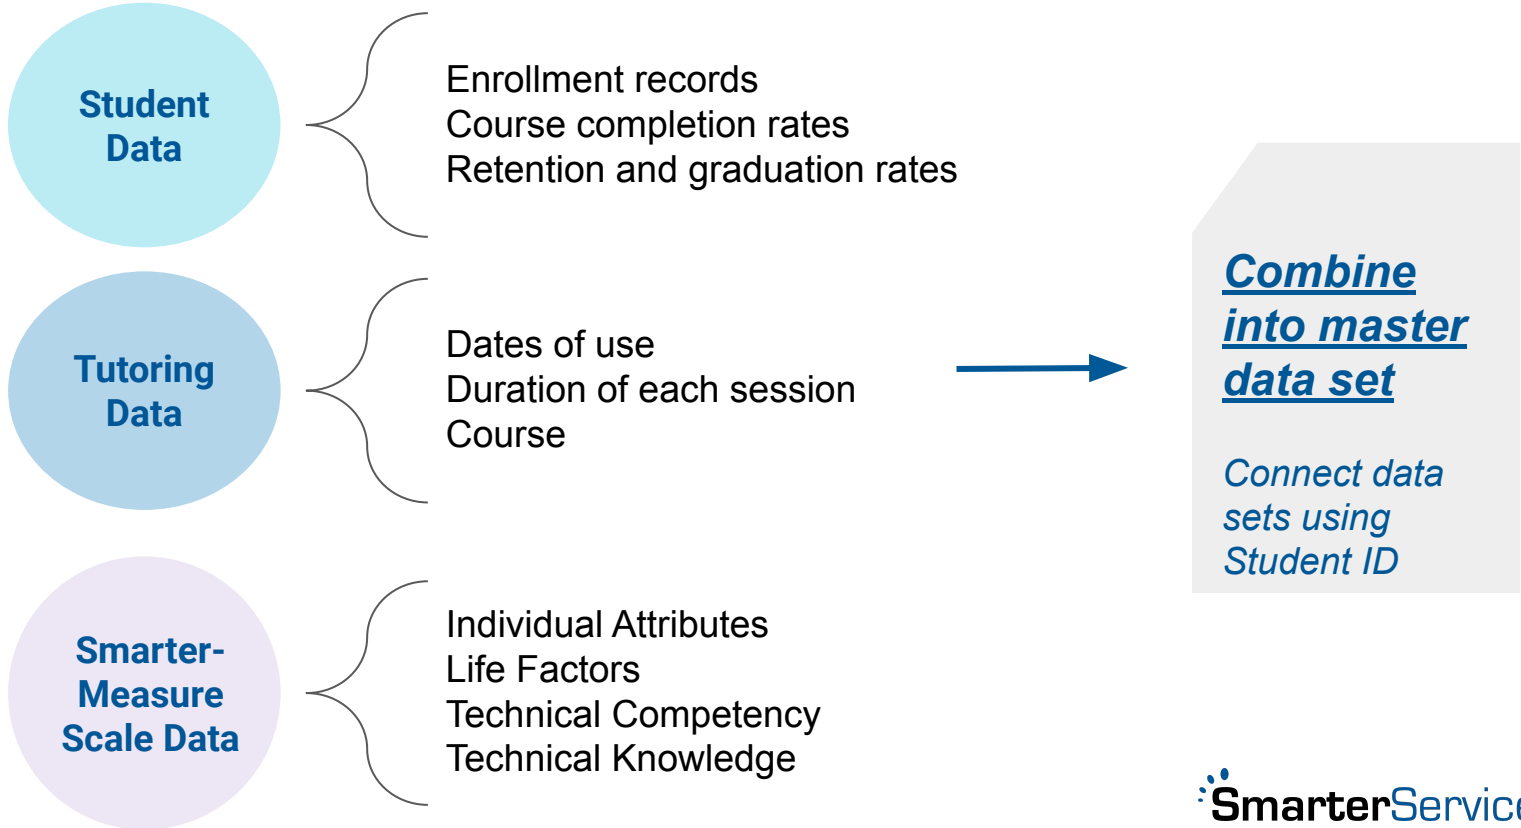 Student
Data
Enrollment records
Course completion rates
Retention and graduation rates
Tutoring
Data
Dates of use
Duration of each session
Course
Smarter-
Measure
Scale Data
Individual Attributes
Life Factors
Technical Competency
Technical Knowledge
Combine
into master
data set
Connect data
sets using
Student ID
SmarterService